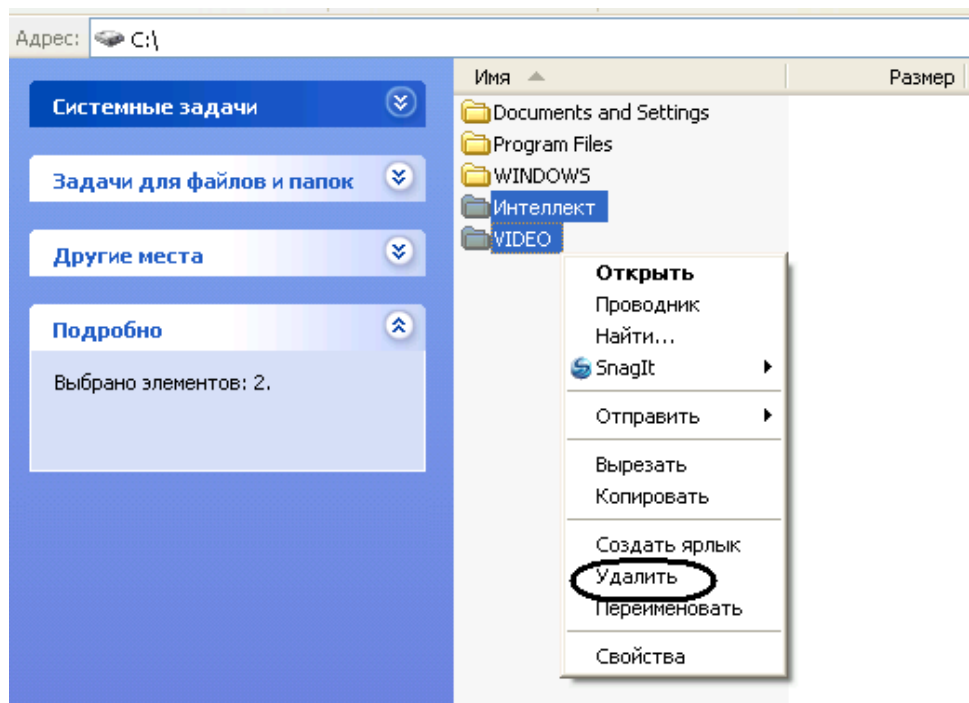 Адрес: C:\
Имя Размер
Системные задачи
Задачи для файлов и папок
Другие места
Подробно
Выбрано элементов: 2.
Documents and Settings
Program Files
WINDOWS
Интеллект
VIDEO
Открыть
Проводник
Найти...
SnagIt
Отправить
Вырезать
Копировать
Создать ярлык
Удалить
Переименовать
Свойства